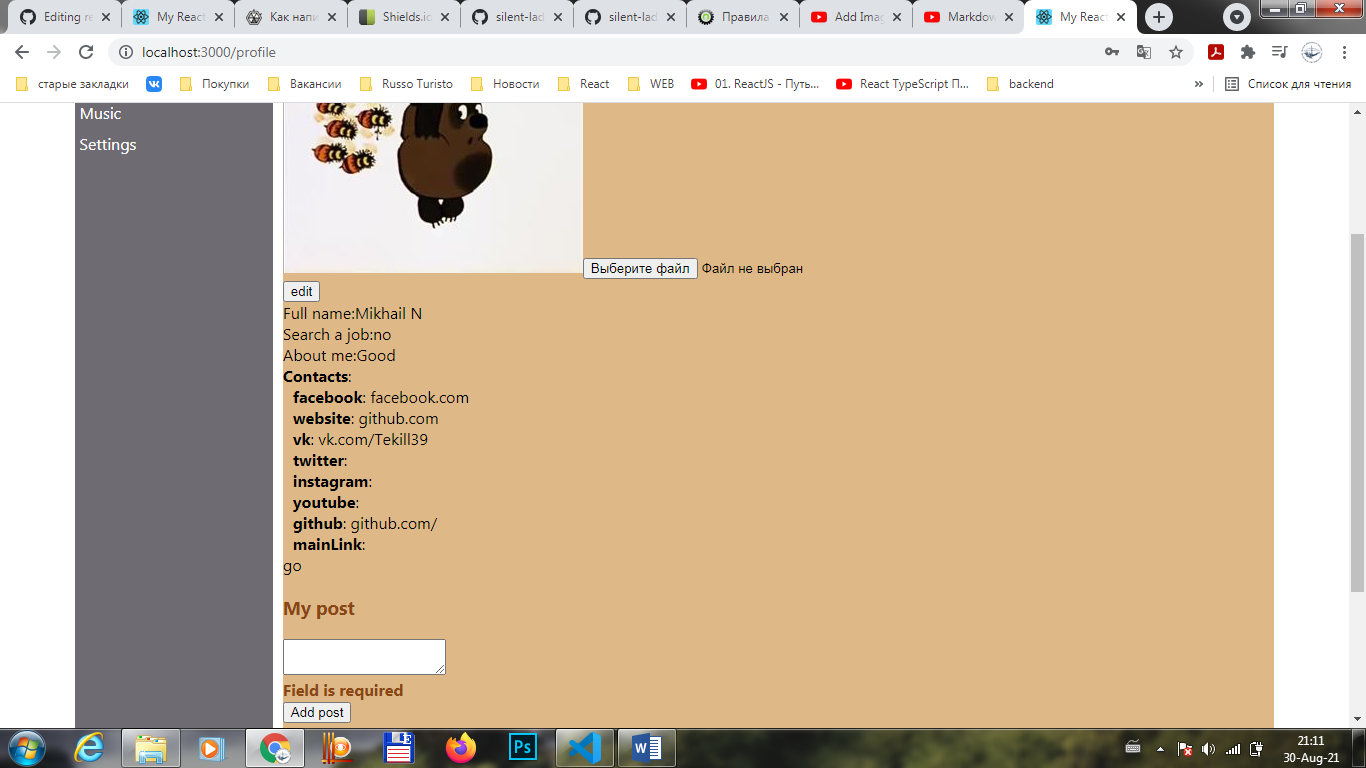 Editing re
My React
Как напи
Shields.io
silent-lad
silent-lad
Правила
Add Imag
Markdow
My React
localhost:3000/profile
старые закладки
Покупки
Вакансии
Russo Turisto
Новости
React
WEB
01. ReactJS - Путь...
React TypeScript П...
backend
»
Список для чтения
Music
Settings
Выберите файл Файл не выбран
edit
Full name:Mikhail N
Search a job:no
About me:Good
Contacts:
facebook: facebook.com
website: github.com
vk: vk.com/Tekill39
twitter:
instagram:
youtube:
github: github.com/
mainLink:
go
My post
Field is required
Add post
Ps
W
21:11
30-Aug-21